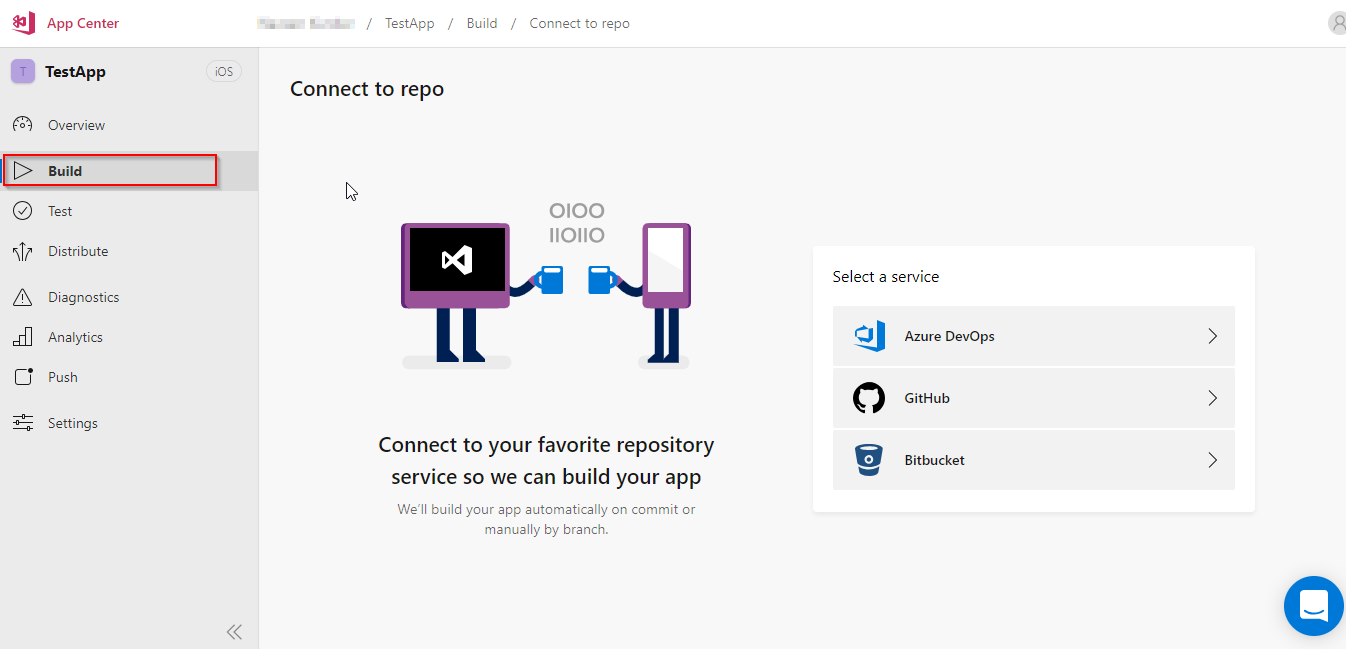 App Center
/ TestApp / Build / Connect to repo
T TestApp iOS
Connect to repo
Overview
Build
Test
Distribute
Diagnostics
Analytics
Push
Settings
OIOO
IIOIIO
Connect to your favorite repository
service so we can build your app
We'll build your app automatically on commit or
manually by branch.
Select a service
Azure DevOps
GitHub
Bitbucket